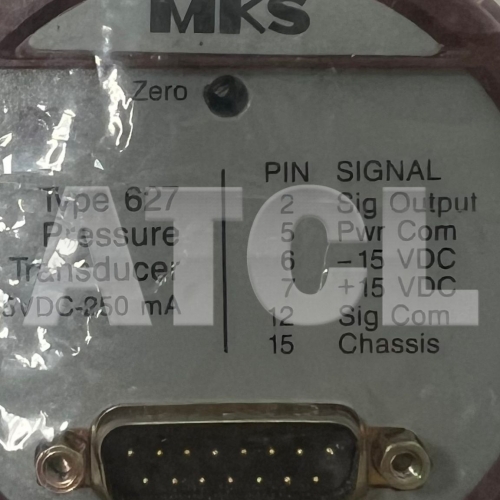 MKS
Zero
PIN SIGNAL
Type 627
2 Sig Output
Pressure
5 Pwr Com
Transducer
6 -15 VDC
5VDC-250 mA
7 +15 VDC
12 Sig Com
15 Chassis
ATCL